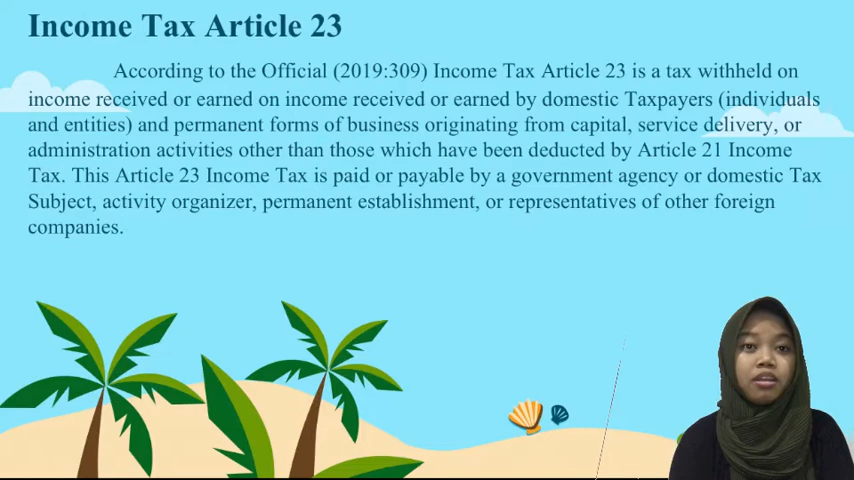 Income Tax Article 23
According to the Official (2019:309) Income Tax Article 23 is a tax withheld on
income received or earned on income received or earned by domestic Taxpayers (individuals
and entities) and permanent forms of business originating from capital, service delivery, or
administration activities other than those which have been deducted by Article 21 Income
Tax. This Article 23 Income Tax is paid or payable by a government agency or domestic Tax
Subject, activity organizer, permanent establishment, or representatives of other foreign
companies.